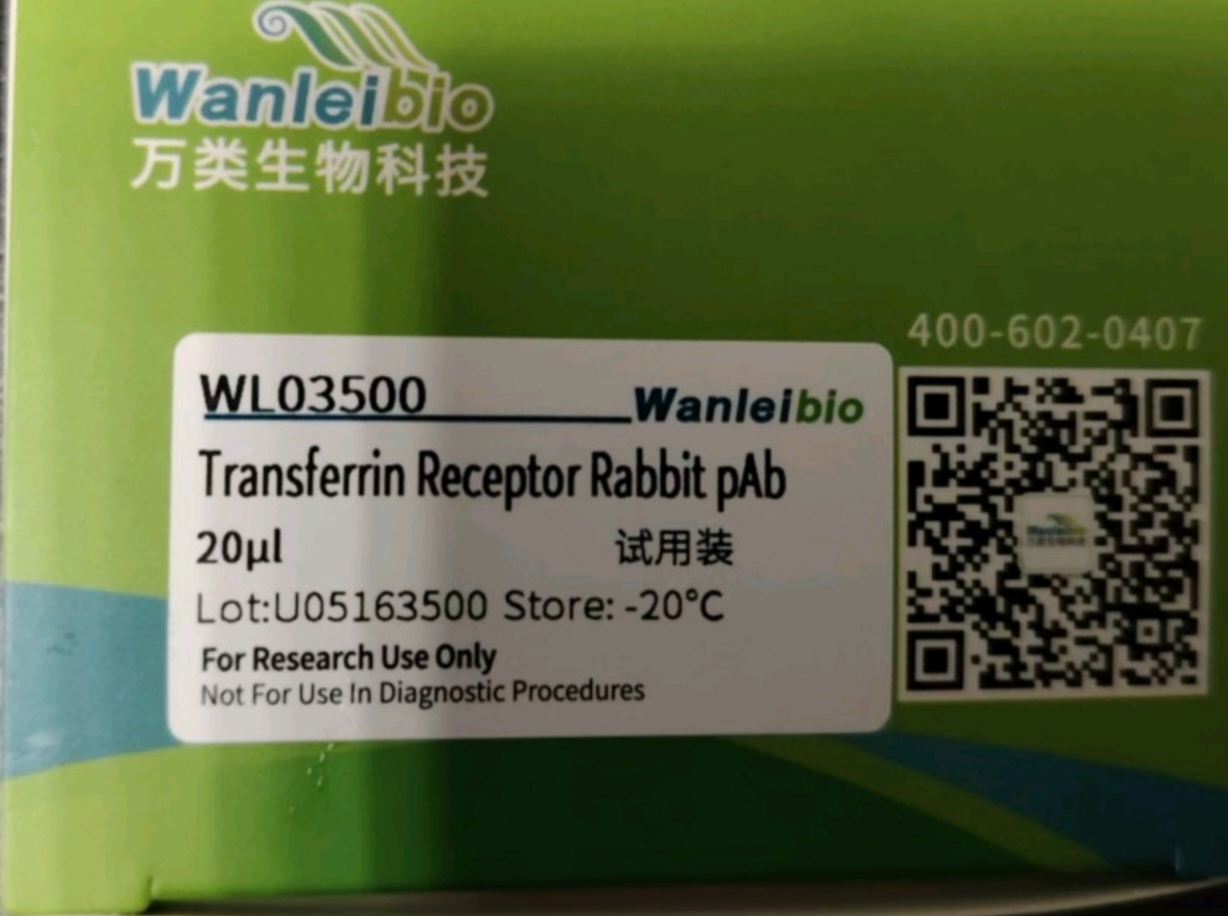 Wanleibio
万类生物科技
400-602-0407
WL03500 Wanleibio
Transferrin Receptor Rabbit pAb
20µl 试用装
Lot:U05163500 Store: -20°C
For Research Use Only
Not For Use In Diagnostic Procedures